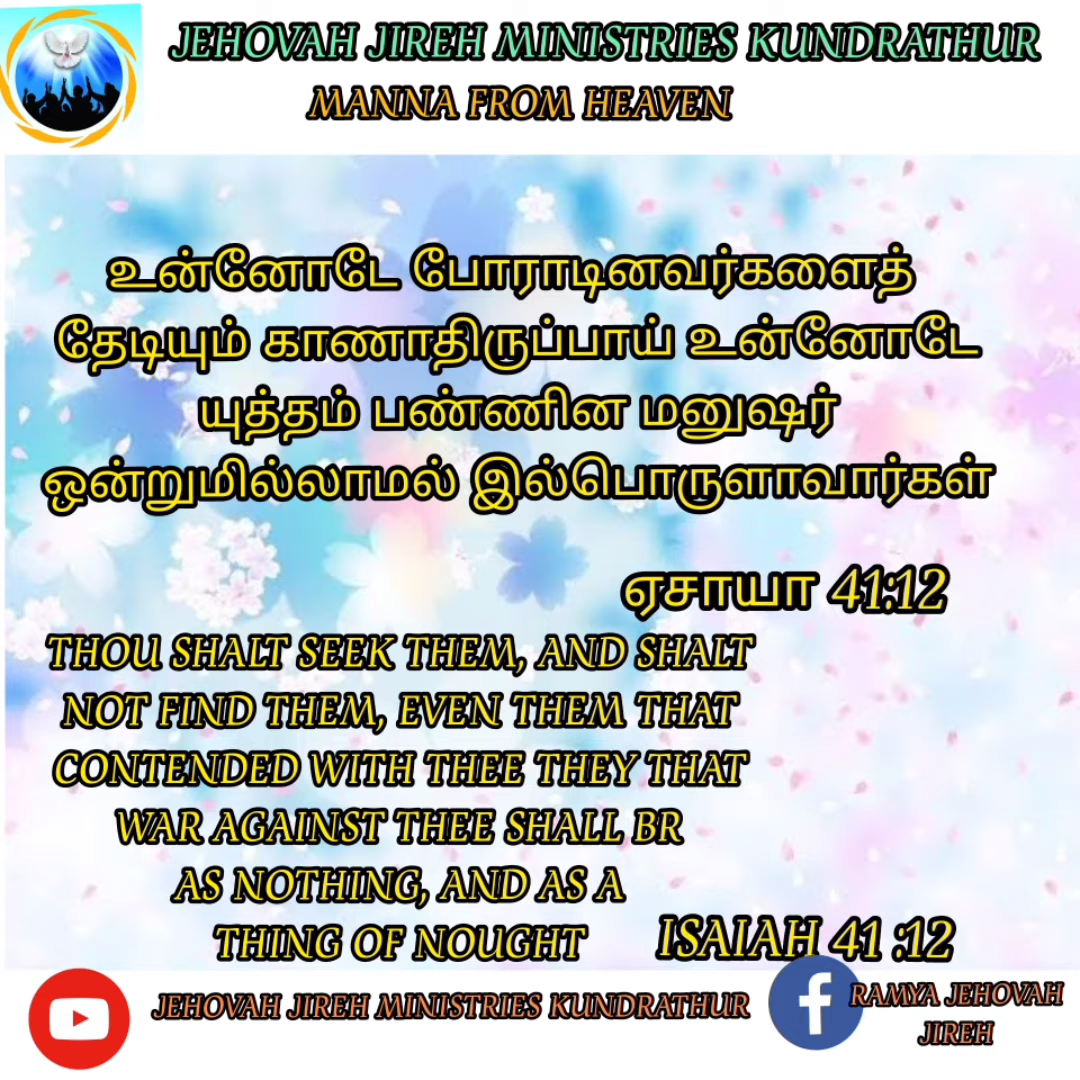 JEHOVAH JIREH MINISTRIES KUNDRATHUR
MANNA FROM HEAVEN
உன்னோடே போராடினவர்களைத்
தேடியும் காணாதிருப்பாய் உன்னோடே
யுத்தம் பண்ணின மனுஷர்
ஒன்றுமில்லாமல் இல்பொருளாவார்கள்
ஏசாயா 41:12
THOU SHALT SEEK THEM, AND SHALT
NOT FIND THEM, EVEN THEM THAT
CONTENDED WITH THEE THEY THAT
WAR AGAINST THEE SHALL BR
AS NOTHING, AND AS A
THING OF NOUGHT
ISAIAH 41 :12
JEHOVAH JIREH MINISTRIES KUNDRATHUR
RAMYA JEHOVAH
JIREH